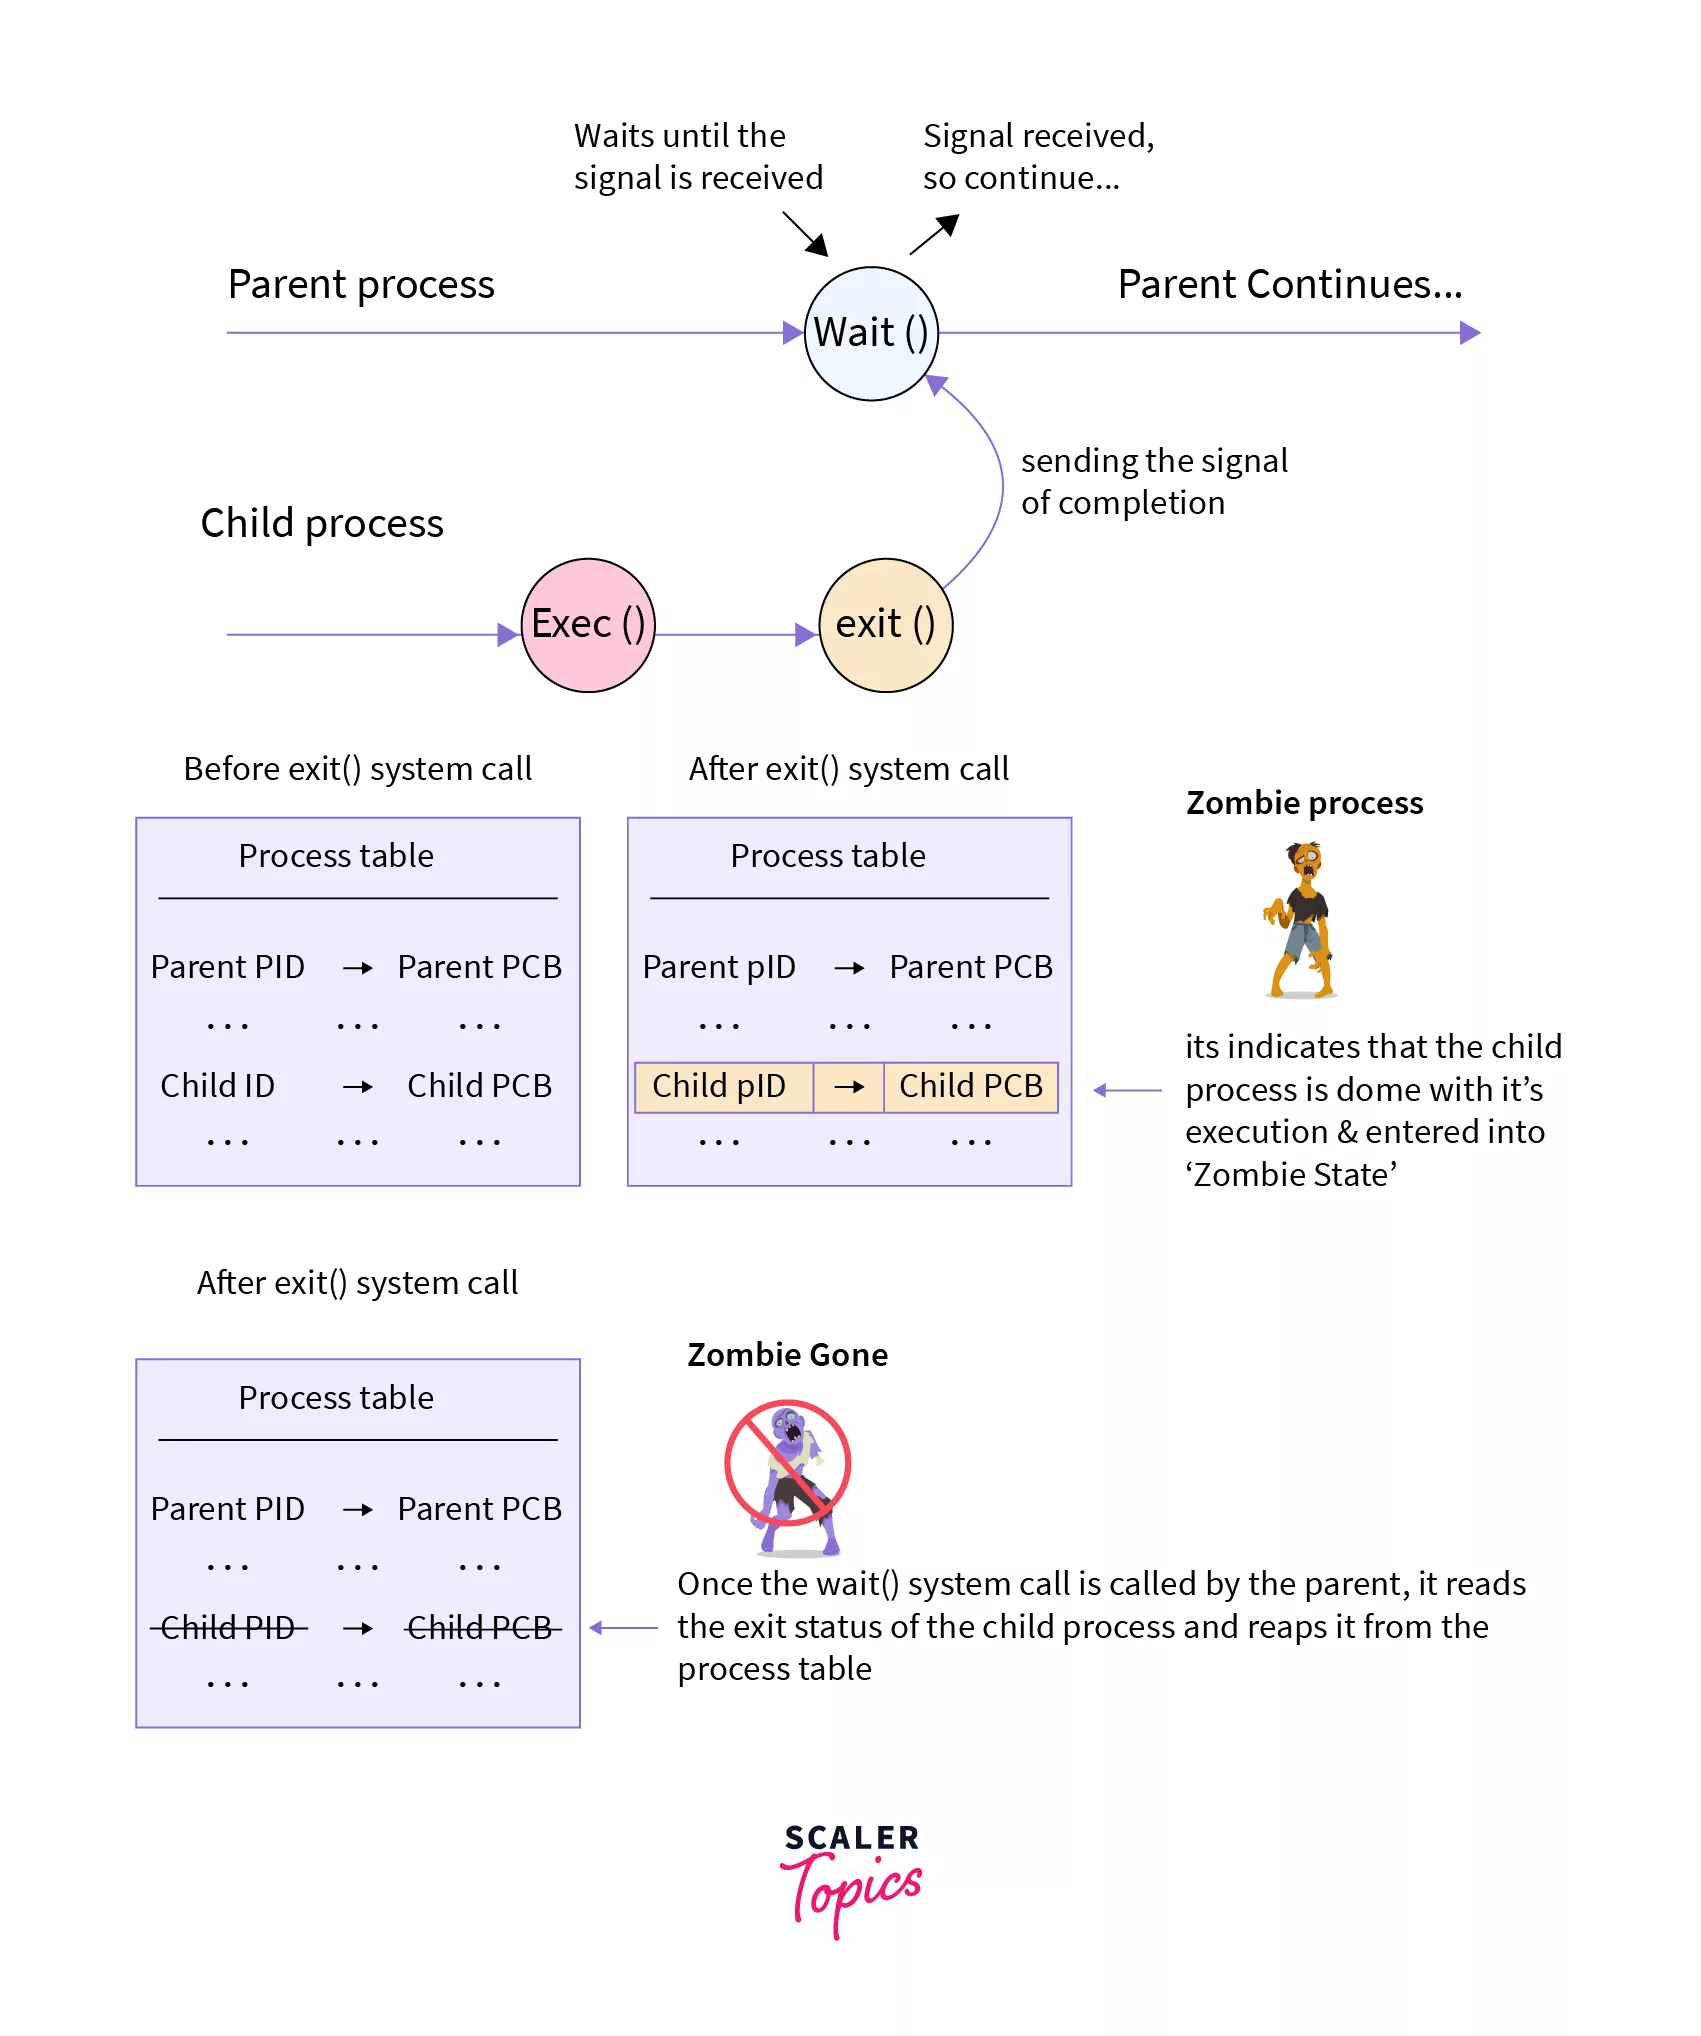 Waits until the
signal is received
Signal received,
so continue...
Parent process
Wait ()
Parent Continues...
sending the signal
of completion
Child process
Exec ()
exit ()
Before exit() system call
Process table
Parent PID → Parent PCB
... ... ...
Child ID → Child PCB
... ... ...
After exit() system call
Process table
Parent pID → Parent PCB
... ... ...
Child pID → Child PCB
... ... ...
Zombie process
its indicates that the child
process is dome with it’s
execution & entered into
‘Zombie State’
After exit() system call
Process table
Parent PID → Parent PCB
... ... ...
Child PID → Child PCB
... ... ...
Zombie Gone
Once the wait() system call is called by the parent, it reads
the exit status of the child process and reaps it from the
process table
SCALER
Topics